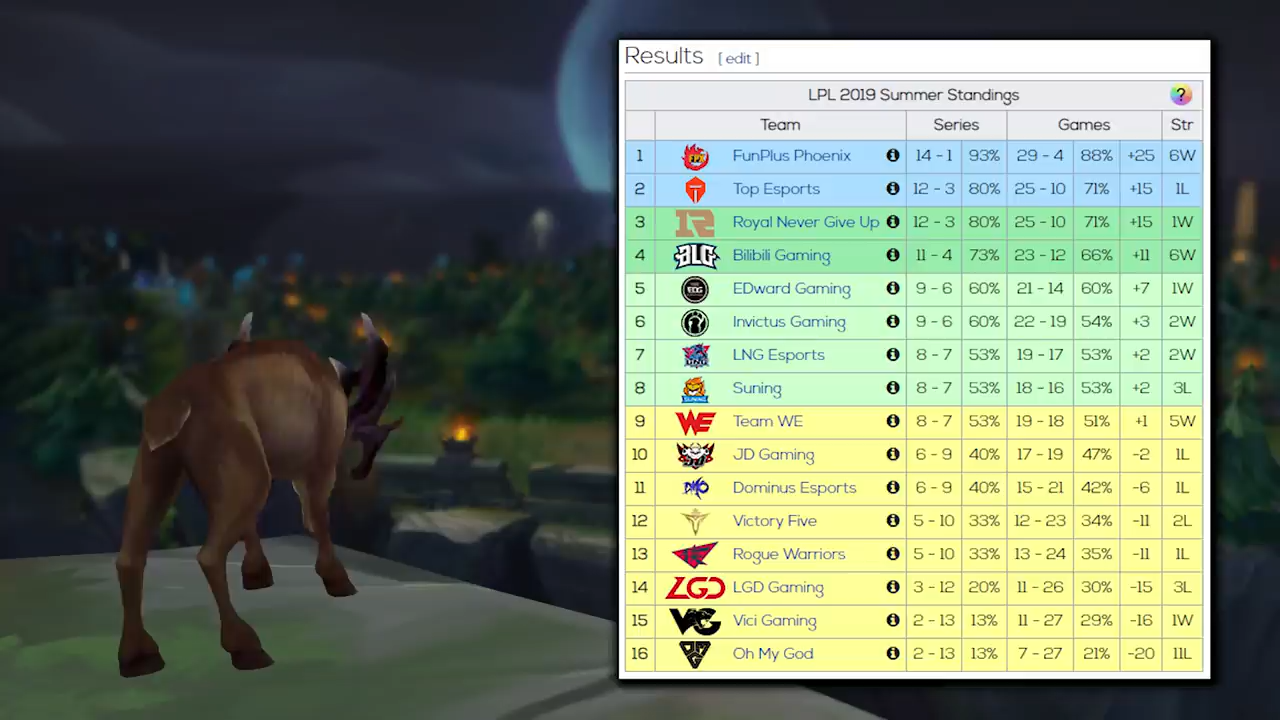 Results [ edit ]
LPL 2019 Summer Standings ?
Team Series Games Str
1 FunPlus Phoenix 14 - 1 93% 29 - 4 88% +25 6W
2 Top Esports 12 - 3 80% 25 - 10 71% +15 1L
3 Royal Never Give Up 12 - 3 80% 25 - 10 71% +15 1W
4 BLG Bilibili Gaming 11 - 4 73% 23 - 12 66% +11 6W
5 EDG EDward Gaming 9 - 6 60% 21 - 14 60% +7 1W
6 Invictus Gaming 9 - 6 60% 22 - 19 54% +3 2W
7 LNG LNG Esports 8 - 7 53% 19 - 17 53% +2 2W
8 SUNING Suning 8 - 7 53% 18 - 16 53% +2 3L
9 WE Team WE 8 - 7 53% 19 - 18 51% +1 5W
10 JD Gaming 6 - 9 40% 17 - 19 47% -2 1L
11 Dominus Esports 6 - 9 40% 15 - 21 42% -6 1L
12 Victory Five 5 - 10 33% 12 - 23 34% -11 2L
13 Rogue Warriors 5 - 10 33% 13 - 24 35% -11 1L
14 LGD LGD Gaming 3 - 12 20% 11 - 26 30% -15 3L
15 VG Vici Gaming 2 - 13 13% 11 - 27 29% -16 1W
16 Oh My God 2 - 13 13% 7 - 27 21% -20 11L